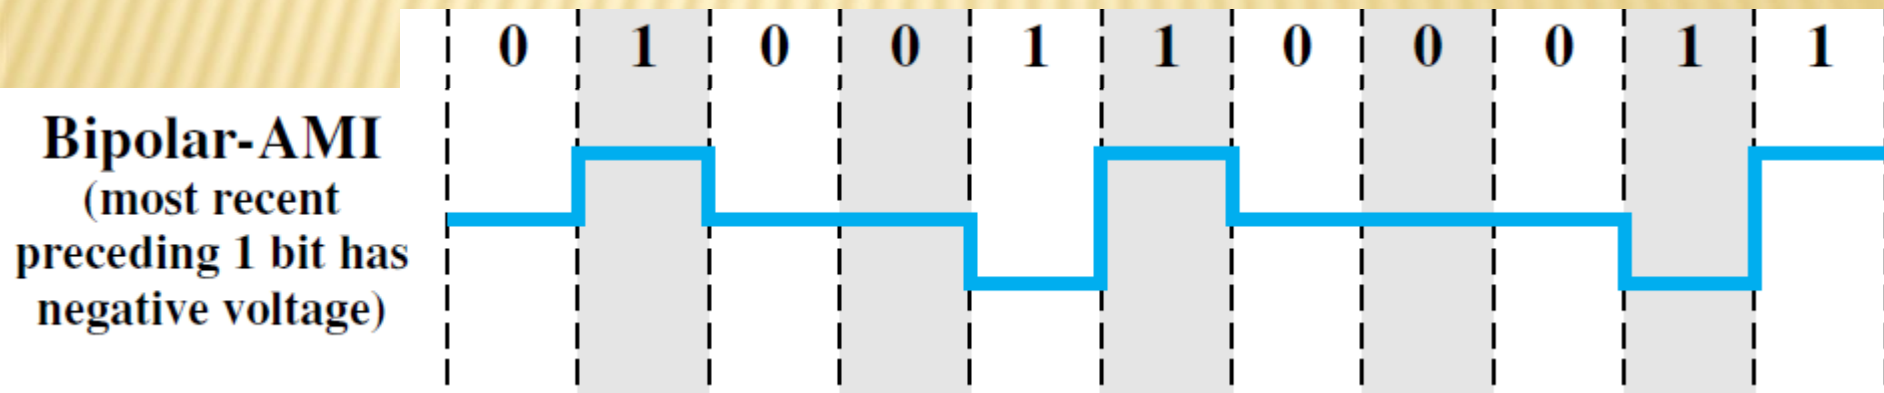 0 1 0 0 1 1 0 0 0 1 1
Bipolar-AMI
(most recent
preceding 1 bit has
negative voltage)